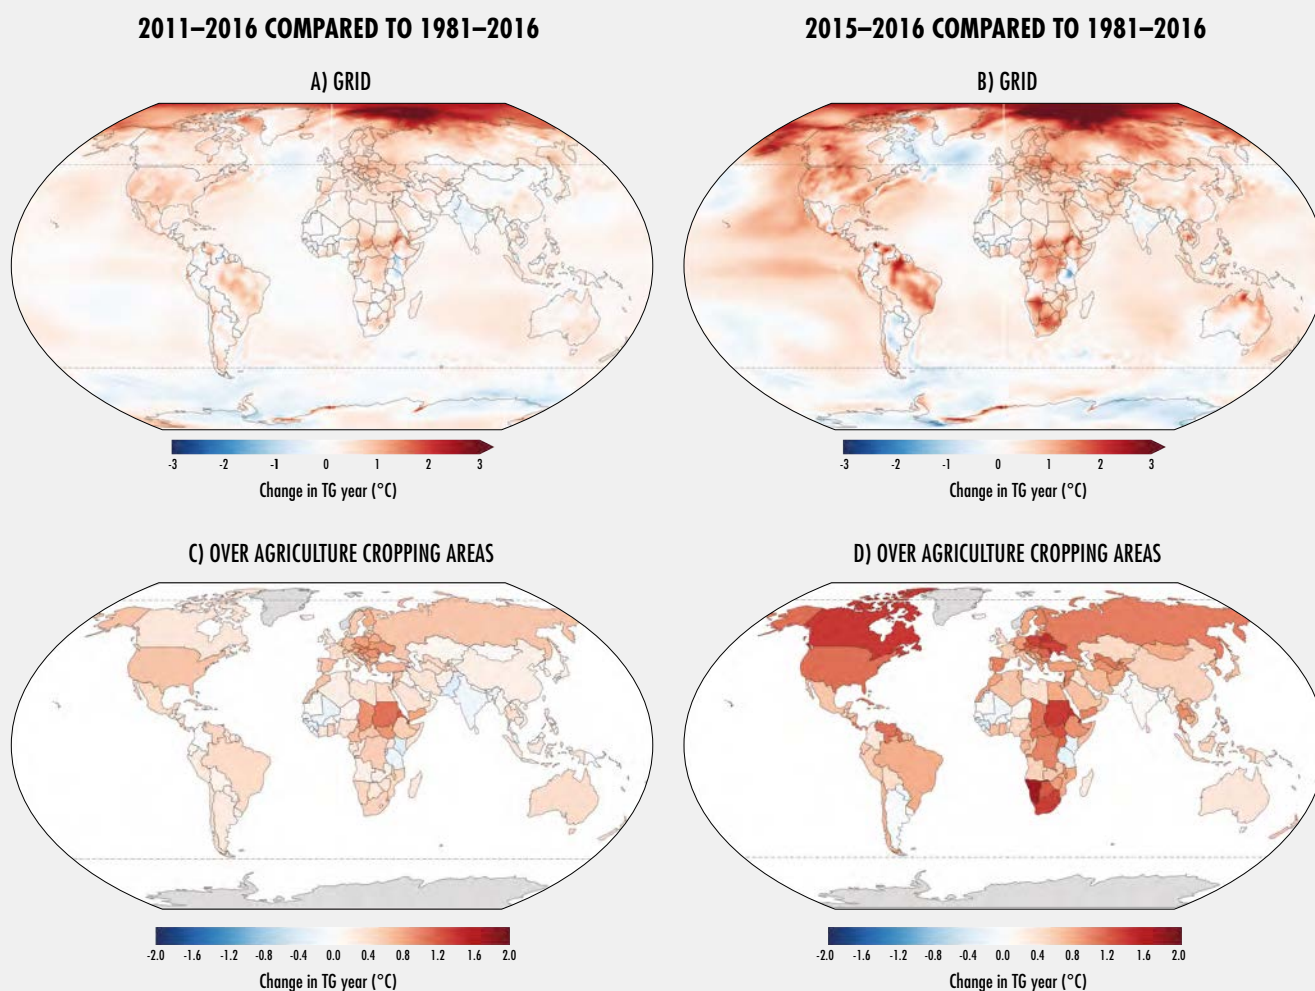 2011–2016 COMPARED TO 1981–2016
2015–2016 COMPARED TO 1981–2016
A) GRID
B) GRID
-3 -2 -1 0 1 2 3
Change in TG year (°C)
-3 -2 -1 0 1 2 3
Change in TG year (°C)
C) OVER AGRICULTURE CROPPING AREAS
D) OVER AGRICULTURE CROPPING AREAS
-2.0 -1.6 -1.2 -0.8 -0.4 0.0 0.4 0.8 1.2 1.6 2.0
Change in TG year (°C)
-2.0 -1.6 -1.2 -0.8 -0.4 0.0 0.4 0.8 1.2 1.6 2.0
Change in TG year (°C)